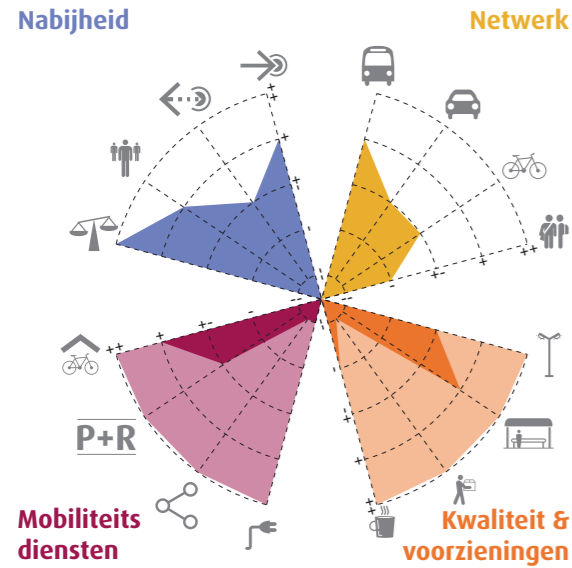 Nabijheid
Netwerk
++
+
+
-
--
-
+
++
++
++
+
-
--
-
+
+
++
P+R
Mobiliteits
diensten
Kwaliteit &
voorzieningen